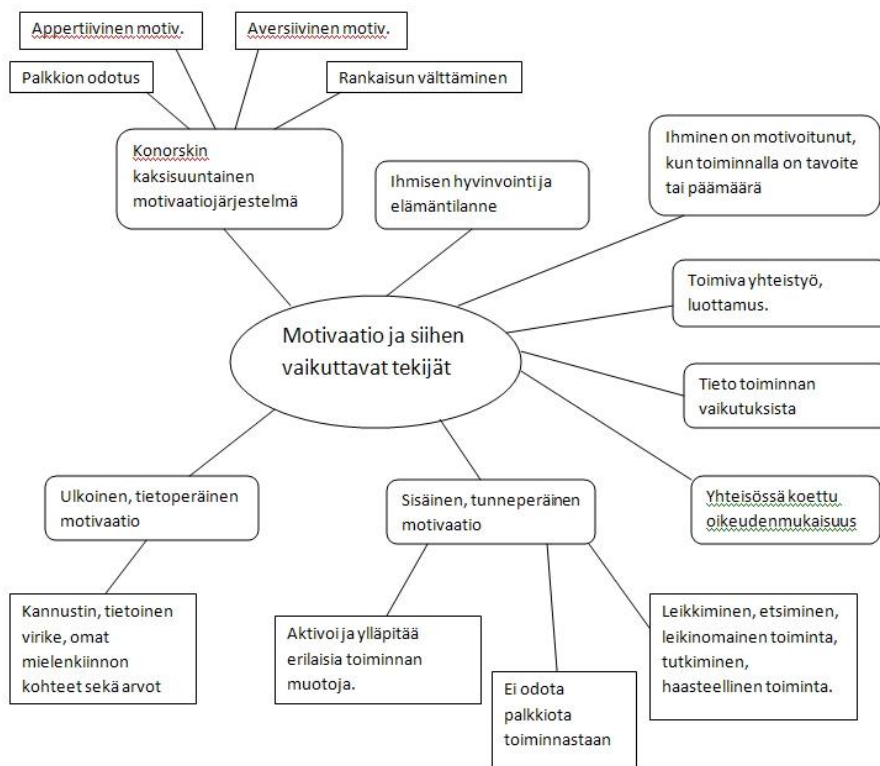 Appertiivinen motiv.
Aversiivinen motiv.
Palkkion odotus
Rankaisun välttäminen
Konorskin
kaksisuuntainen
motivaatiojärjestelmä
Ihmisen hyvinvointi ja
elämäntilanne
Ihminen on motivoitunut,
kun toiminnalla on tavoite
tai päämäärä
Toimiva yhteistyö,
luottamus.
Motivaatio ja siihen
vaikuttavat tekijät
Tieto toiminnan
vaikutuksista
Ulkoinen, tietoperäinen
motivaatio
Sisäinen, tunneperäinen
motivaatio
Yhteisössä koettu
oikeudenmukaisuus
Kannustin, tietoinen
virike, omat
mielenkiinnon
kohteet sekä arvot
Aktivoi ja ylläpitää
erilaisia toiminnan
muotoja.
Ei odota
palkkiota
toiminnastaan
Leikkiminen, etsiminen,
leikinomainen toiminta,
tutkiminen,
haasteellinen toiminta.